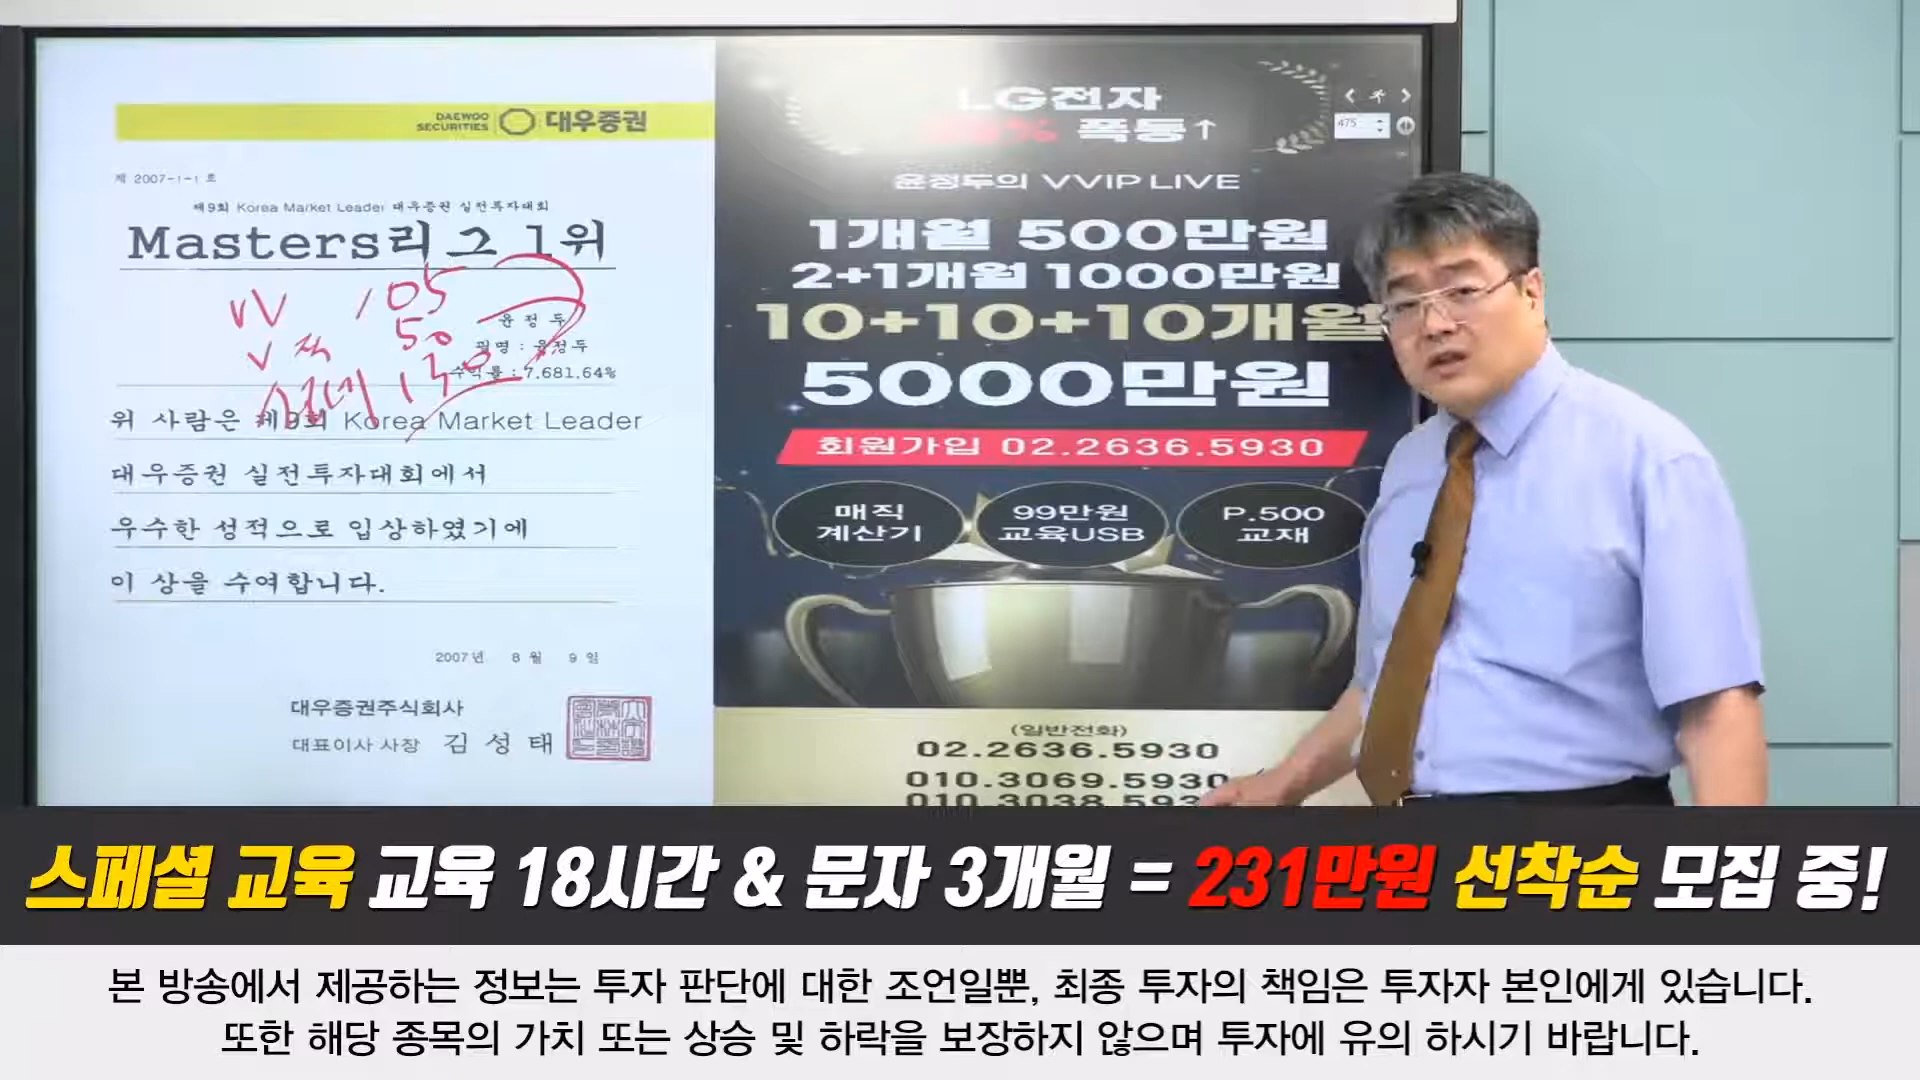 DAEWOO
SECURITIES
대우증권
제 2007-1-1 호
제9회 Korea Market Leader 대우증권 실전투자대회
Masters리그 1위
VV 105
V 50
130
윤정두
필명 : 윤정두
수익률 : 7,681.64%
위 사람은 제9회 Korea Market Leader
대우증권 실전투자대회에서
우수한 성적으로 입상하였기에
이 상을 수여합니다.
2007년 8월 9일
대우증권주식회사
대표이사 사장 김성태
LG전자
폭등↑
475
윤정두의 VVIP LIVE
1개월 500만원
2+1개월 1000만원
10+10+10개월
5000만원
회원가입 02.2636.5930
매직
계산기
99만원
교육USB
P.500
교재
(일반전화)
02.2636.5930
010.3069.5930
010.3038.593
스페셜 교육 교육 18시간 & 문자 3개월 = 231만원 선착순 모집 중!
본 방송에서 제공하는 정보는 투자 판단에 대한 조언일뿐, 최종 투자의 책임은 투자자 본인에게 있습니다.
또한 해당 종목의 가치 또는 상승 및 하락을 보장하지 않으며 투자에 유의 하시기 바랍니다.